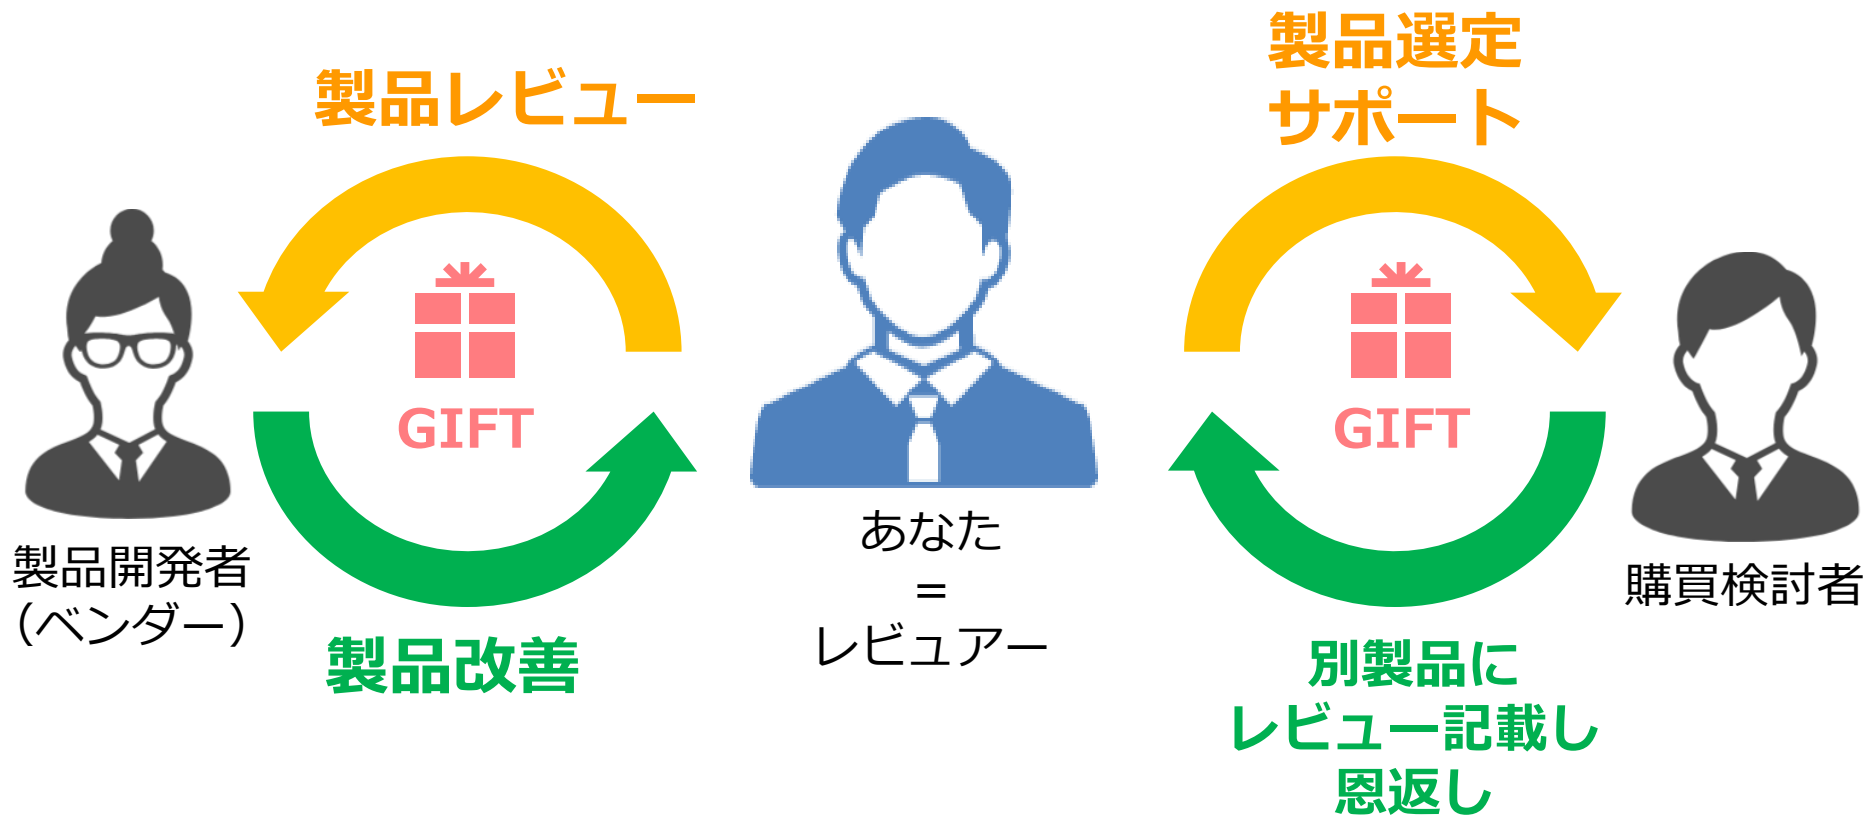 製品レビュー
製品選定
サポート
GIFT
GIFT
製品開発者
（ベンダー）
あなた
=
レビュアー
購買検討者
製品改善
別製品に
レビュー記載し
恩返し